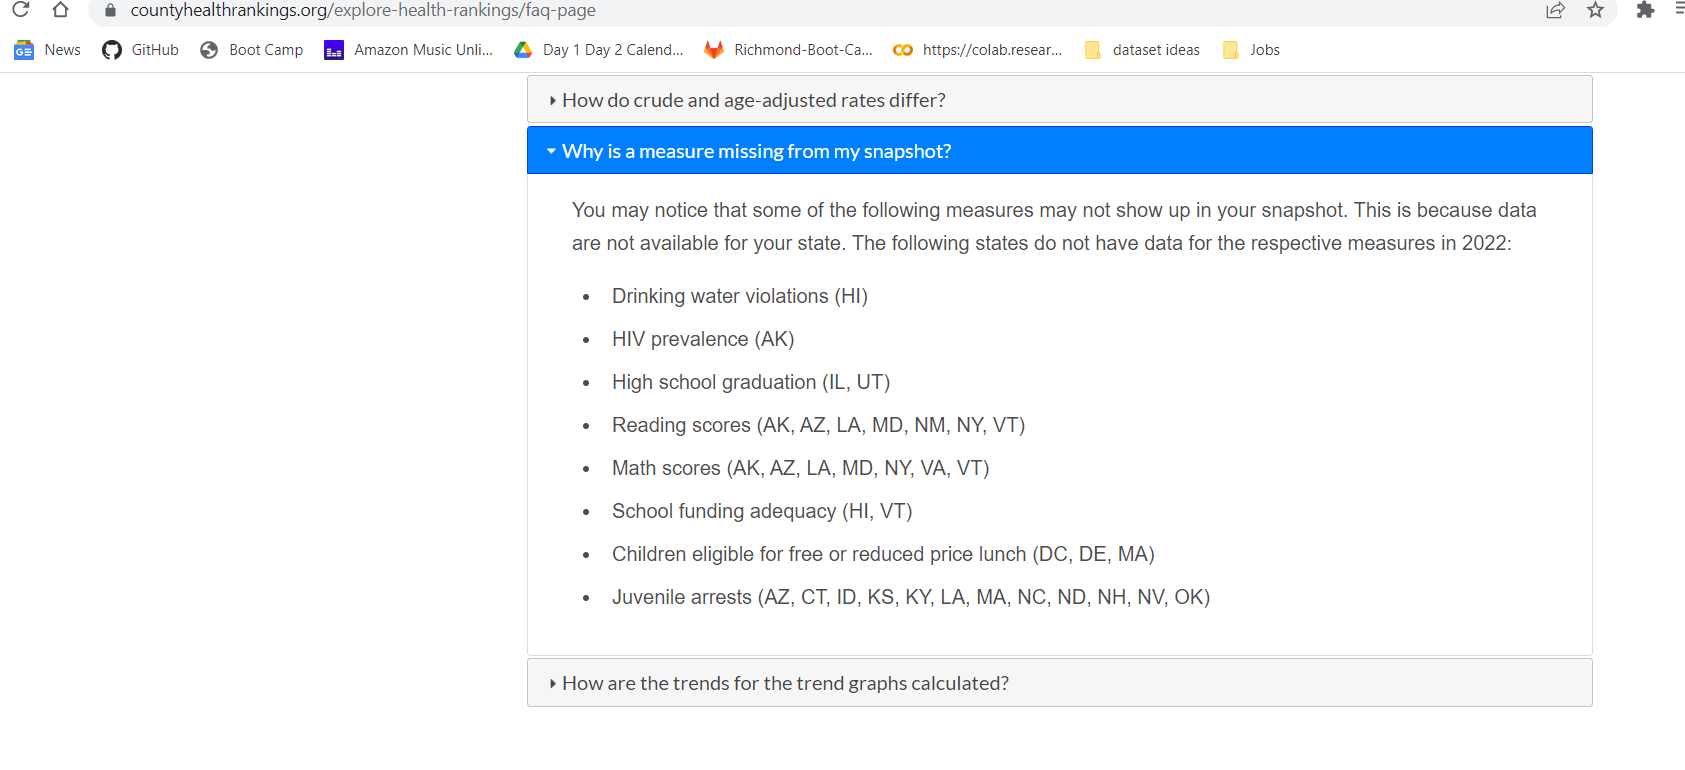 countyhealthrankings.org/explore-health-rankings/faq-page
News GitHub Boot Camp Amazon Music Unli... Day 1 Day 2 Calend... Richmond-Boot-Ca... https://colab.resear... dataset ideas Jobs
How do crude and age-adjusted rates differ?
Why is a measure missing from my snapshot?
You may notice that some of the following measures may not show up in your snapshot. This is because data
are not available for your state. The following states do not have data for the respective measures in 2022:
• Drinking water violations (HI)
• HIV prevalence (AK)
• High school graduation (IL, UT)
• Reading scores (AK, AZ, LA, MD, NM, NY, VT)
• Math scores (AK, AZ, LA, MD, NY, VA, VT)
• School funding adequacy (HI, VT)
• Children eligible for free or reduced price lunch (DC, DE, MA)
• Juvenile arrests (AZ, CT, ID, KS, KY, LA, MA, NC, ND, NH, NV, OK)
How are the trends for the trend graphs calculated?